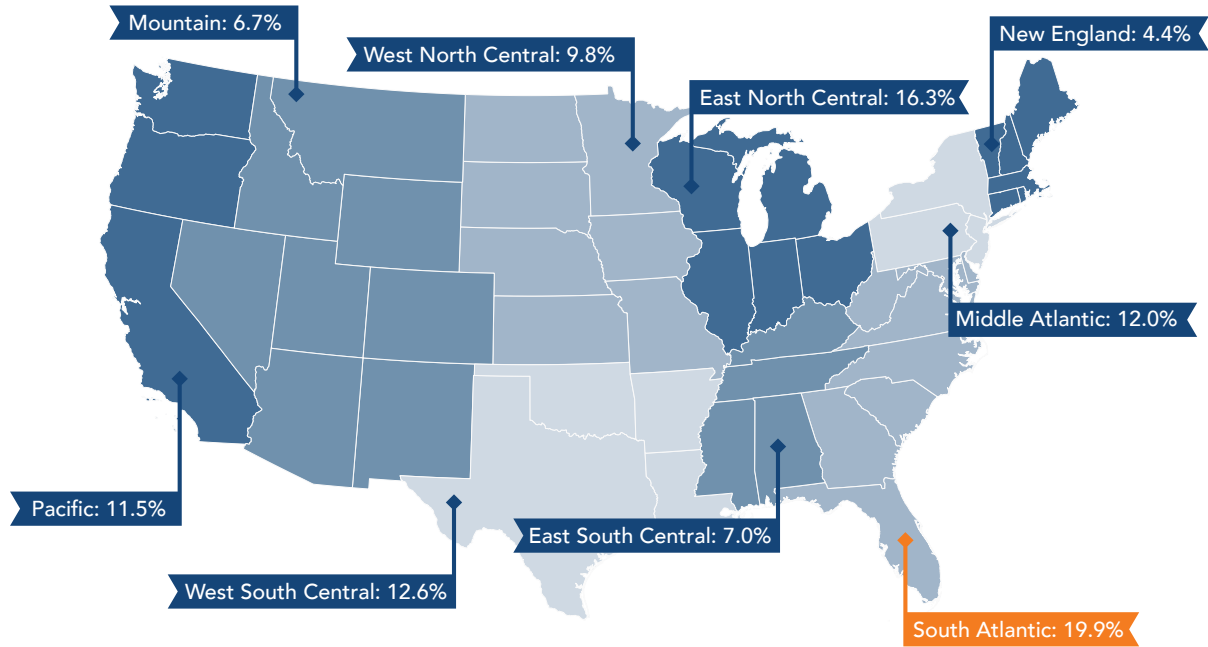 Mountain: 6.7%
New England: 4.4%
West North Central: 9.8%
East North Central: 16.3%
Middle Atlantic: 12.0%
Pacific: 11.5%
East South Central: 7.0%
West South Central: 12.6%
South Atlantic: 19.9%